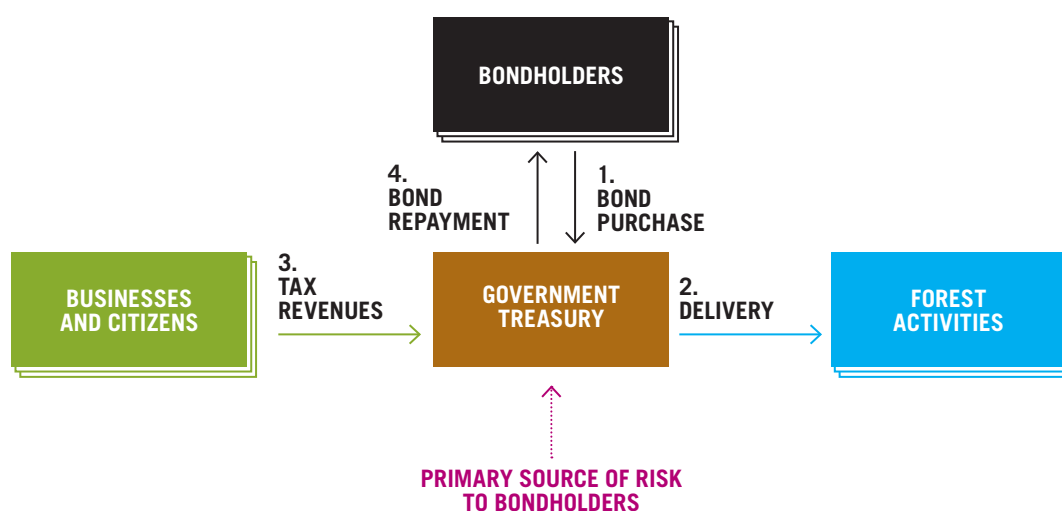 BONDHOLDERS
4.
BOND
REPAYMENT
1.
BOND
PURCHASE
BUSINESSES
AND CITIZENS
3.
TAX
REVENUES
GOVERNMENT
TREASURY
2.
DELIVERY
FOREST
ACTIVITIES
PRIMARY SOURCE OF RISK
TO BONDHOLDERS